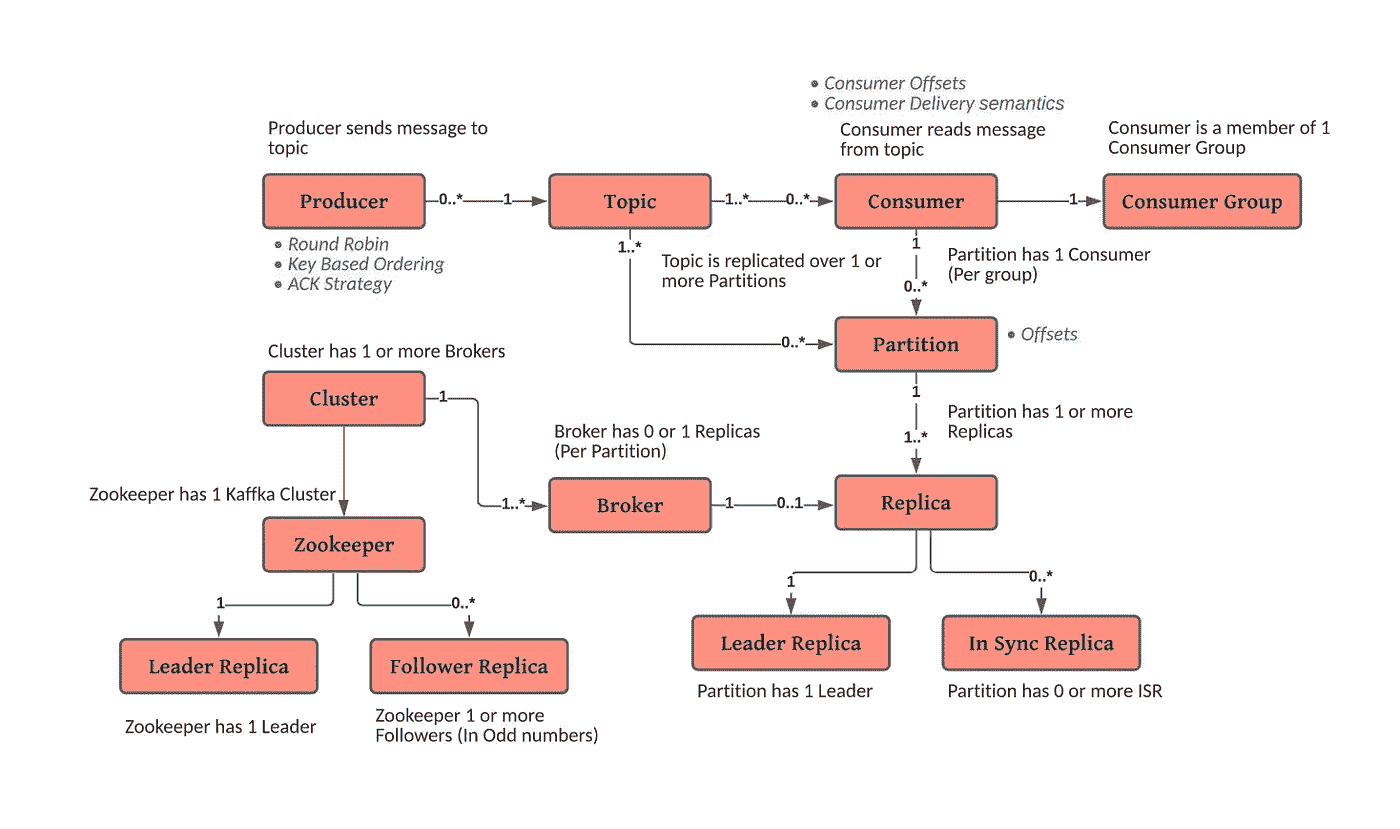 • Consumer Offsets
• Consumer Delivery semantics
Producer sends message to
topic
Consumer reads message
from topic
Consumer is a member of 1
Consumer Group
Producer
0..*
1
Topic
1..*
0..*
Consumer
1
Consumer Group
• Round Robin
• Key Based Ordering
• ACK Strategy
1..*
Topic is replicated over 1 or
more Partitions
0..*
1
0..*
Partition has 1 Consumer
(Per group)
Partition
• Offsets
Cluster has 1 or more Brokers
Cluster
1
1..*
1
1..*
Partition has 1 or more
Replicas
Broker has 0 or 1 Replicas
(Per Partition)
Zookeeper has 1 Kaffka Cluster
Broker
1
0..1
Replica
Zookeeper
1
0..*
1
0..*
Leader Replica
Follower Replica
Leader Replica
In Sync Replica
Zookeeper has 1 Leader
Zookeeper 1 or more
Followers (In Odd numbers)
Partition has 1 Leader
Partition has 0 or more ISR